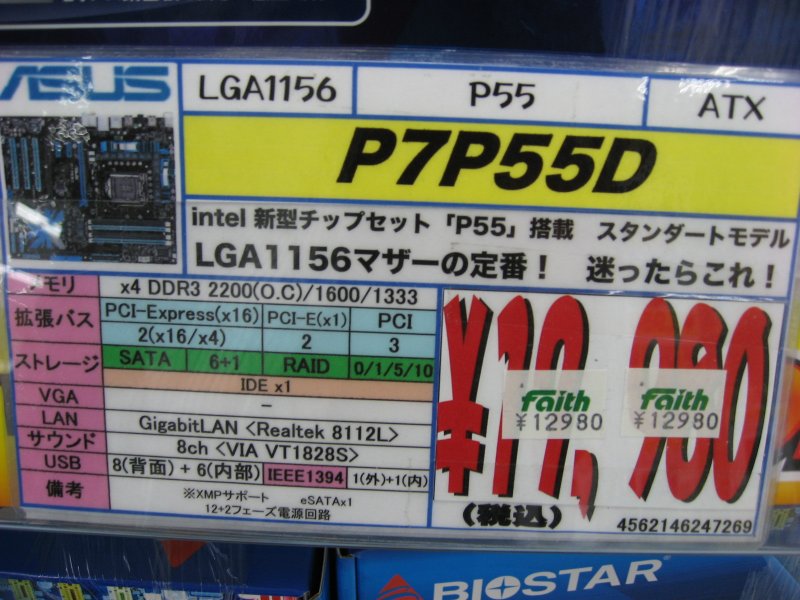 ASUS
LGA1156
P55
ATX
P7P55D
intel 新型チップセット「P55」搭載 スタンダートモデル
LGA1156マザーの定番! 迷ったらこれ!
メモリ x4 DDR3 2200(O.C)/1600/1333
拡張バス PCI-Express(x16) PCI-E(x1) PCI
2(x16/x4) 2 3
ストレージ SATA 6+1 RAID 0/1/5/10
IDE x1
VGA –
LAN GigabitLAN <Realtek 8112L>
サウンド 8ch <VIA VT1828S>
USB 8(背面)+6(内部) IEEE1394 1(外)+1(内)
備考 ※XMPサポート eSATAx1
12+2フェーズ電源回路
Faith
¥12980
Faith
¥12980
(税込)
4562146247269
BIOSTAR